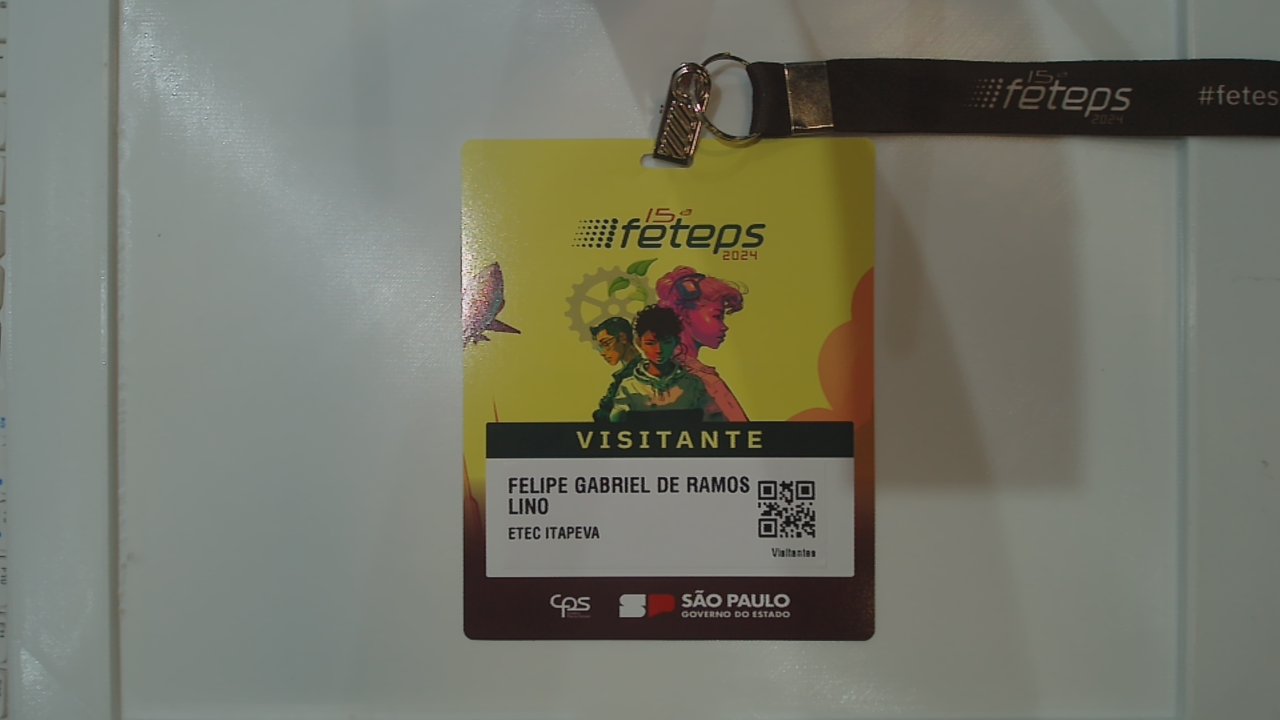 15ª
feteps
2024
#fetes
15ª
feteps
2024
VISITANTE
FELIPE GABRIEL DE RAMOS
LINO
ETEC ITAPEVA
Visitantes
cps
SP SÃO PAULO
GOVERNO DO ESTADO